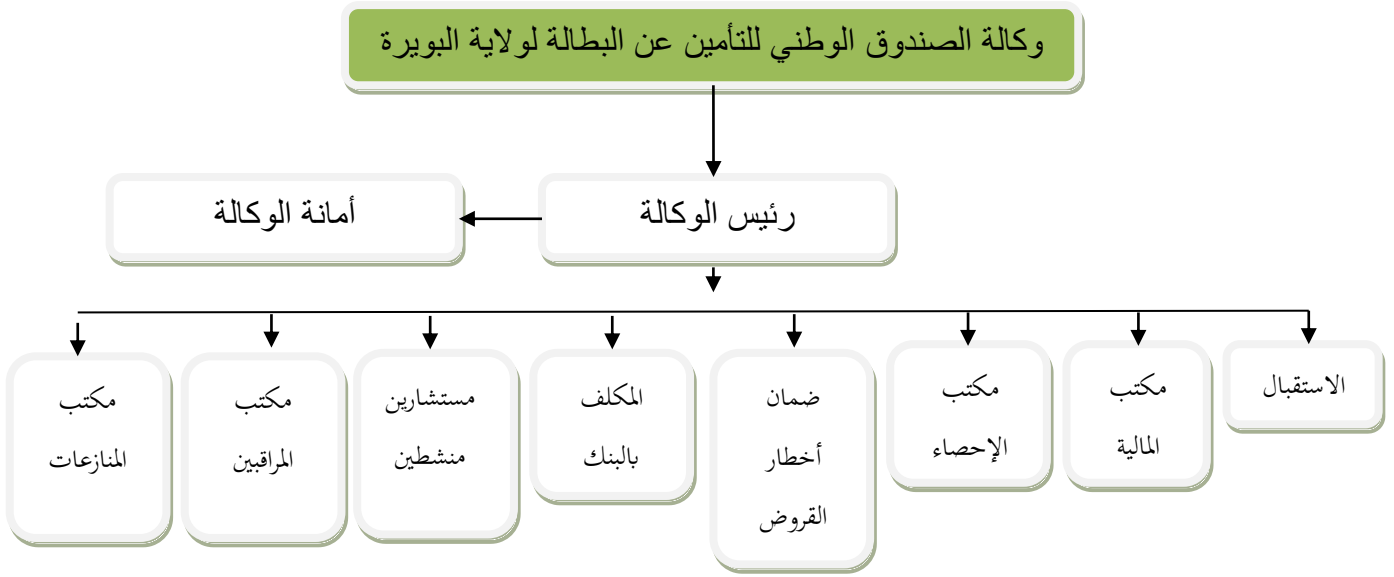 وكالة الصندوق الوطني للتأمين عن البطالة لولاية البويرة
رئيس الوكالة
أمانة الوكالة
الاستقبال
مكتب
المالية
مكتب
الإحصاء
ضمان
أخطار
القروض
المكلف
بالبنك
مستشارين
منشطين
مكتب
المراقبين
مكتب
المنازعات